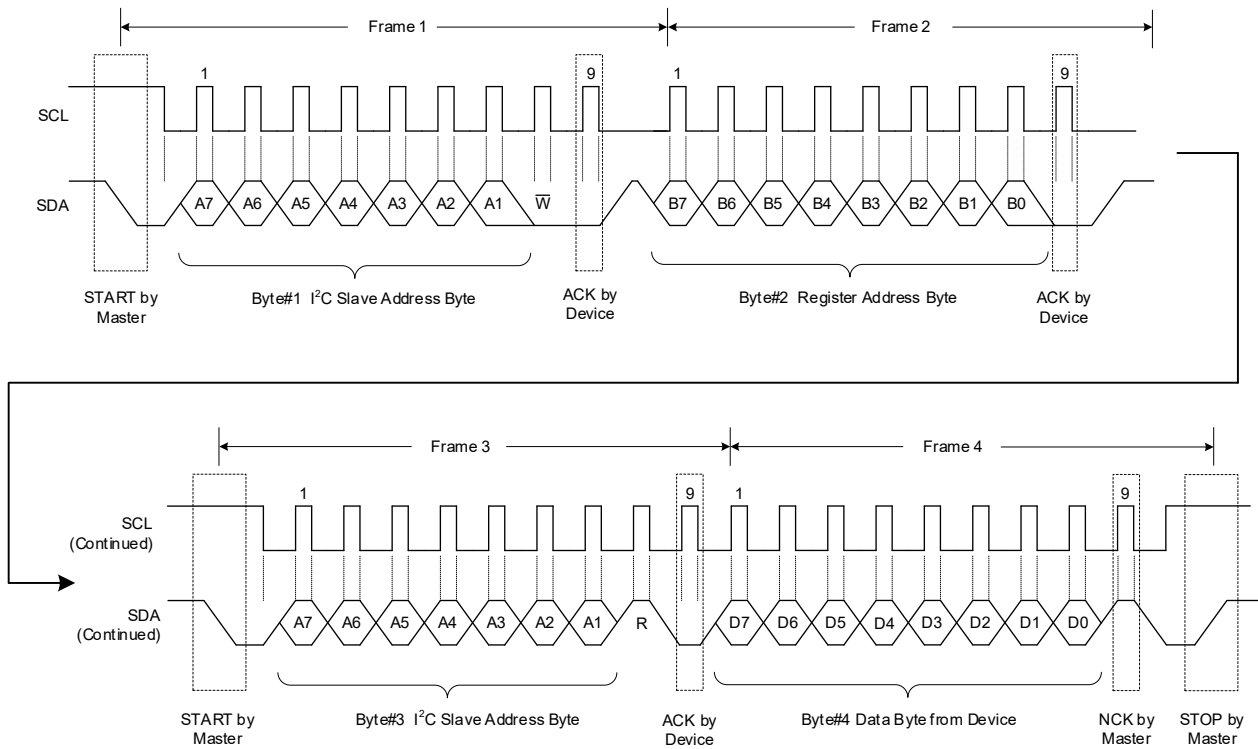 Frame 1
Frame 2
1
9
1
9
SCL
SDA
A7 A6 A5 A4 A3 A2 A1 W̅
B7 B6 B5 B4 B3 B2 B1 B0
START by
Master
Byte#1 I²C Slave Address Byte
ACK by
Device
Byte#2 Register Address Byte
ACK by
Device
Frame 3
Frame 4
1
9
1
9
SCL
(Continued)
SDA
(Continued)
A7 A6 A5 A4 A3 A2 A1 R
D7 D6 D5 D4 D3 D2 D1 D0
START by
Master
Byte#3 I²C Slave Address Byte
ACK by
Device
Byte#4 Data Byte from Device
NCK by
Master
STOP by
Master